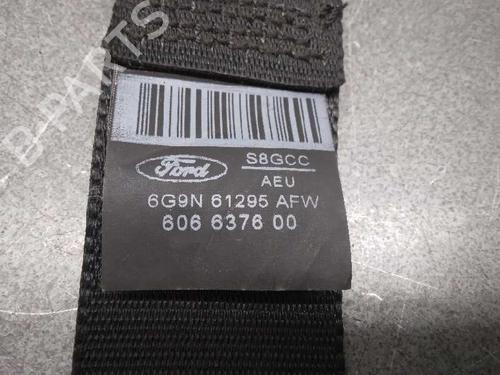 Ford
S8GCC
AEU
6G9N 61295 AFW
606 6376 00
B-PARTS